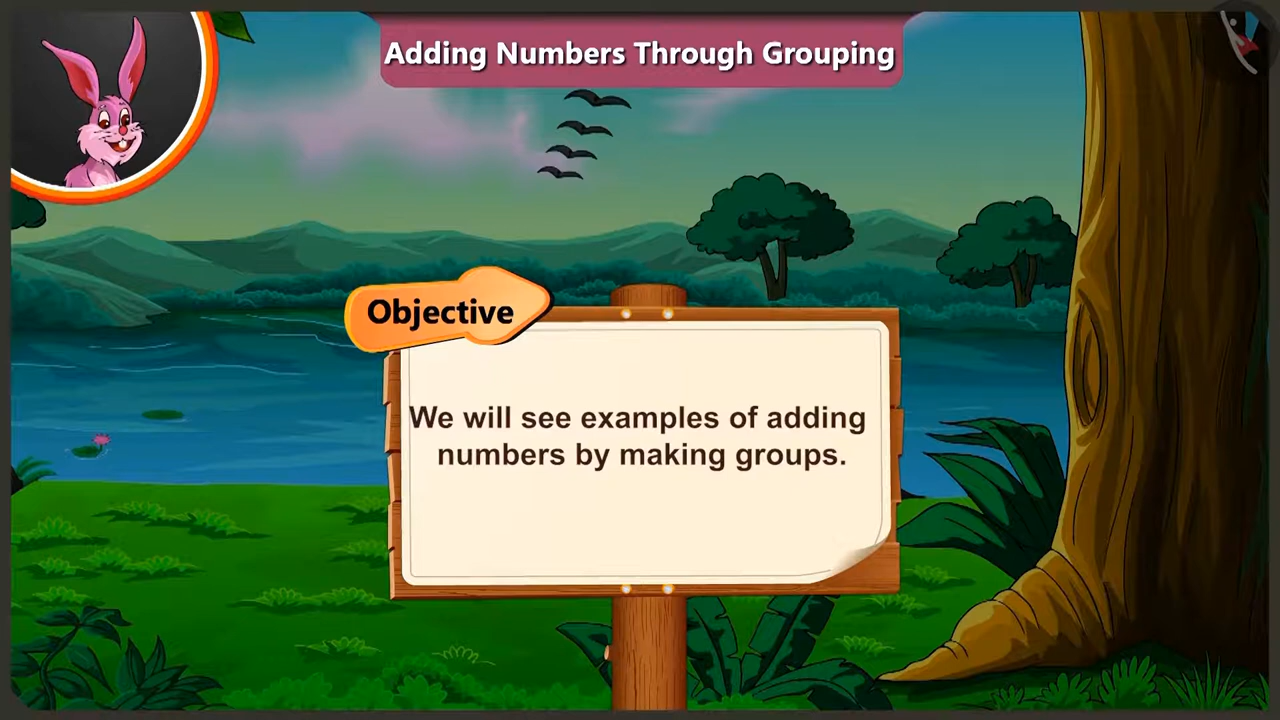 Adding Numbers Through Grouping
Objective
We will see examples of adding
numbers by making groups.